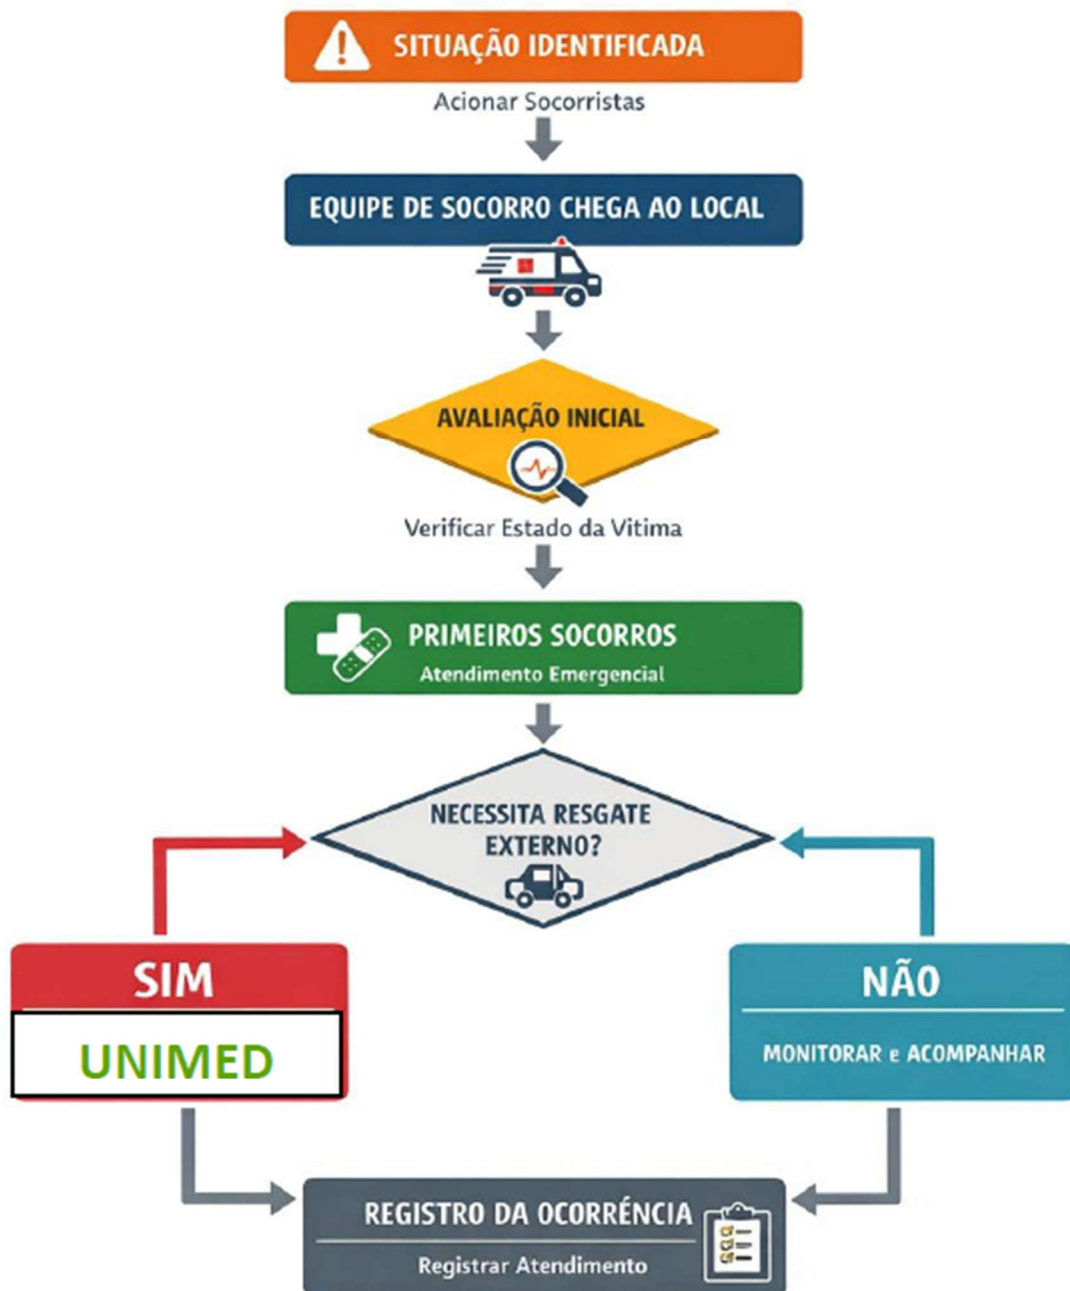 SITUAÇÃO IDENTIFICADA
Acionar Socorristas
EQUIPE DE SOCORRO CHEGA AO LOCAL
AVALIAÇÃO INICIAL
Verificar Estado da Vitima
PRIMEIROS SOCORROS
Atendimento Emergencial
NECESSITA RESGATE
EXTERNO?
SIM
UNIMED
NÃO
MONITORAR e ACOMPANHAR
REGISTRO DA OCORRÉNCIA
Registrar Atendimento